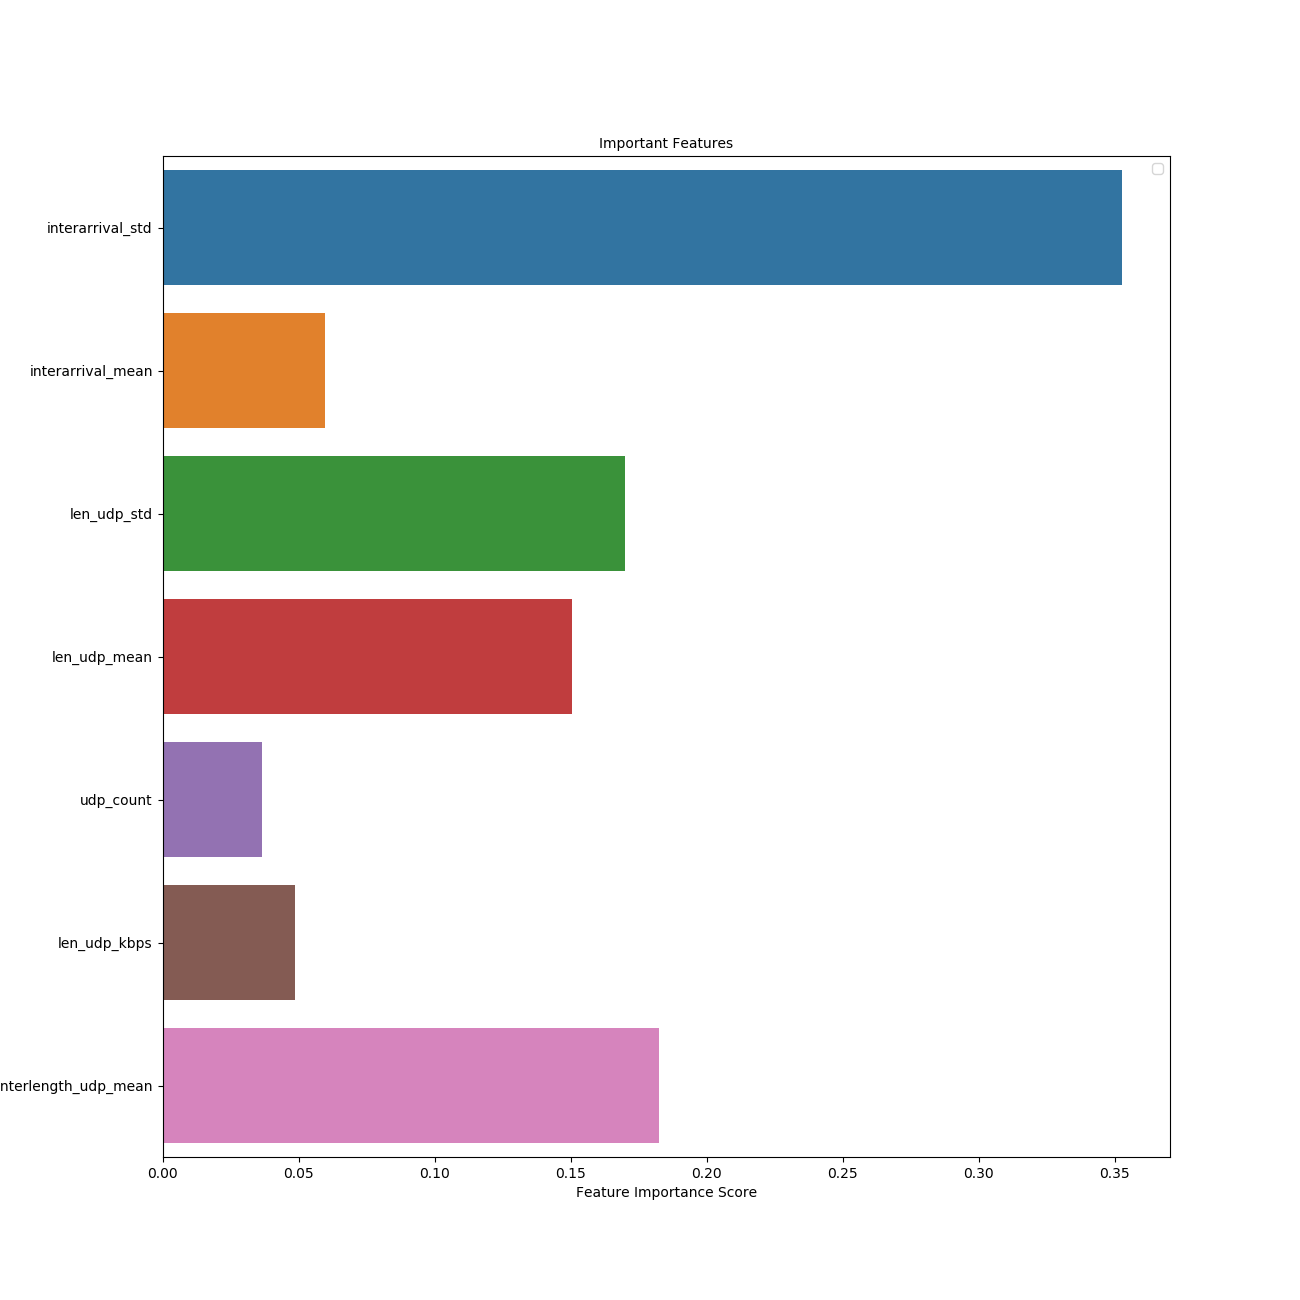 Important Features
interarrival_std
interarrival_mean
len_udp_std
len_udp_mean
udp_count
len_udp_kbps
nterlength_udp_mean
0.00 0.05 0.10 0.15 0.20 0.25 0.30 0.35
Feature Importance Score